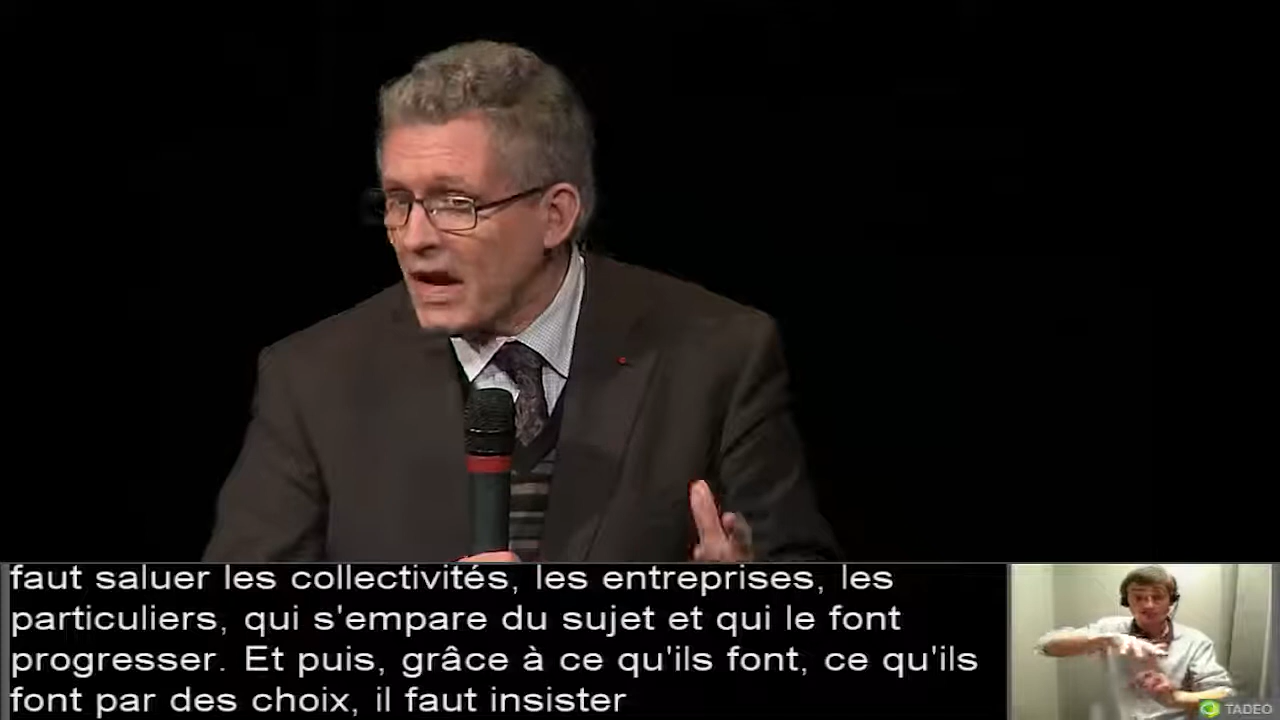 faut saluer les collectivités, les entreprises, les
particuliers, qui s'empare du sujet et qui le font
progresser. Et puis, grâce à ce qu'ils font, ce qu'ils
font par des choix, il faut insister
TADEO